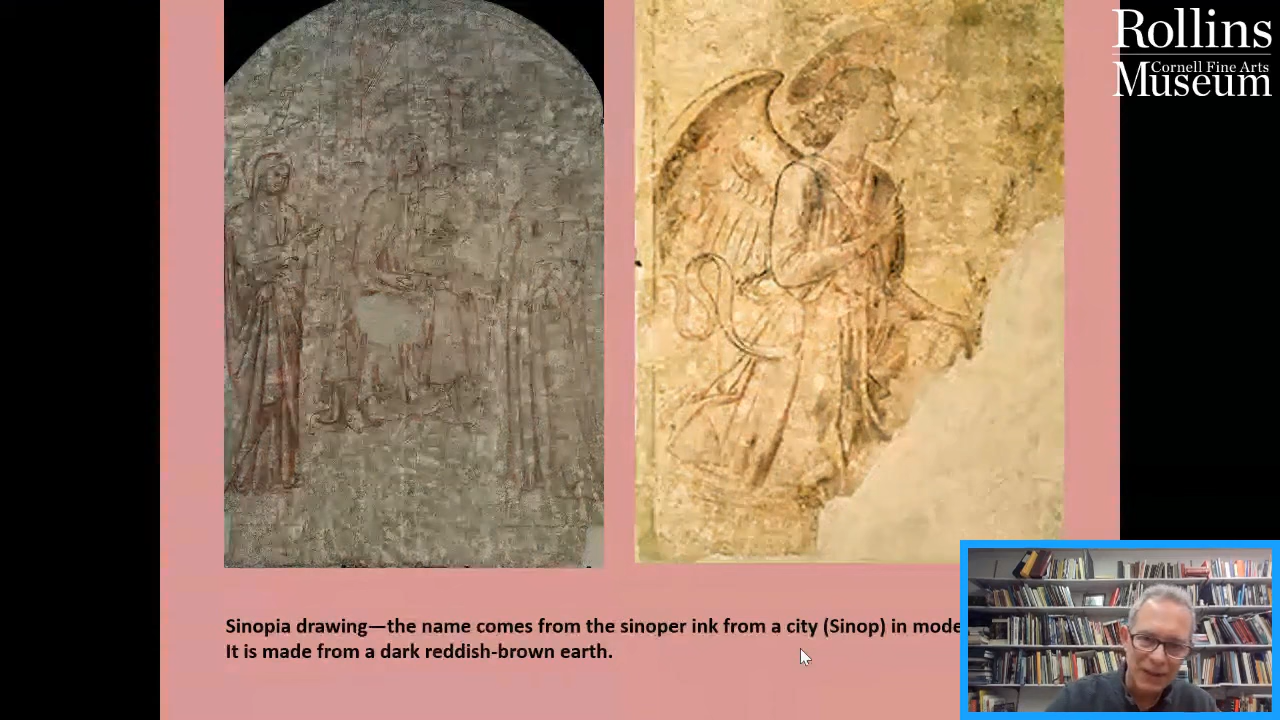 Rollins
Cornell Fine Arts
Museum
Sinopia drawing—the name comes from the sinoper ink from a city (Sinop) in mode
It is made from a dark reddish-brown earth.